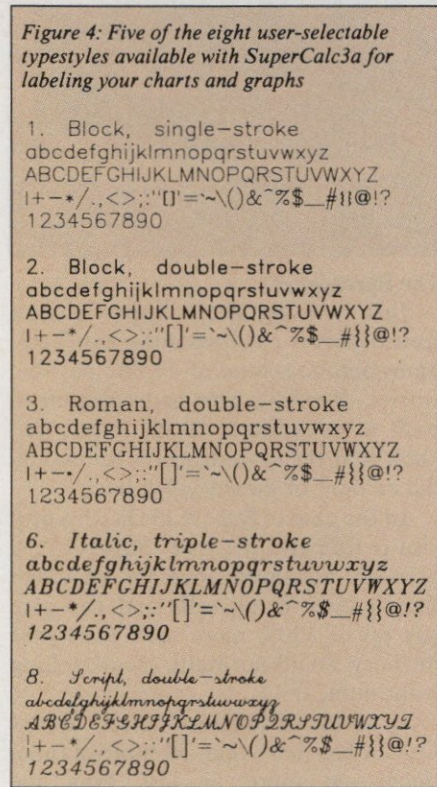 Figure 4: Five of the eight user-selectable
typestyles available with SuperCalc3a for
labeling your charts and graphs
1. Block, single-stroke
abcdefghijklmnopqrstuvwxyz
ABCDEFGHIJKLMNOPQRSTUVWXYZ
|+-*/.,<>;:"[]'=`~\()&^%$_#}}@!?
1234567890
2. Block, double-stroke
abcdefghijklmnopqrstuvwxyz
ABCDEFGHIJKLMNOPQRSTUVWXYZ
|+-*/.,<>;:"[]'=`~\()&^%$_#}}@!?
1234567890
3. Roman, double-stroke
abcdefghijklmnopqrstuvwxyz
ABCDEFGHIJKLMNOPQRSTUVWXYZ
|+-*/.,<>;:"[]'=`~\()&^%$_#}}@!?
1234567890
6. Italic, triple-stroke
abcdefghijklmnopqrstuvwxyz
ABCDEFGHIJKLMNOPQRSTUVWXYZ
|+-*/.,<>;:"[]'=`~\()&^%$_#}}@!?
1234567890
8. Script, double-stroke
abcdefghijklmnopqrstuvwxyz
ABCDEFGHIJKLMNOPQRSTUVWXYZ
|+-*/.,<>;:"[]'=`~\()&^%$_#}}@!?
1234567890